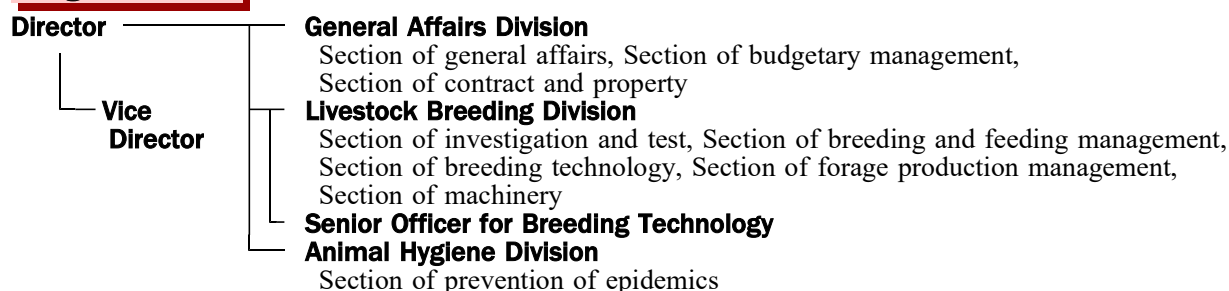 Director
General Affairs Division
Section of general affairs, Section of budgetary management,
Section of contract and property
Vice
Director
Livestock Breeding Division
Section of investigation and test, Section of breeding and feeding management,
Section of breeding technology, Section of forage production management,
Section of machinery
Senior Officer for Breeding Technology
Animal Hygiene Division
Section of prevention of epidemics